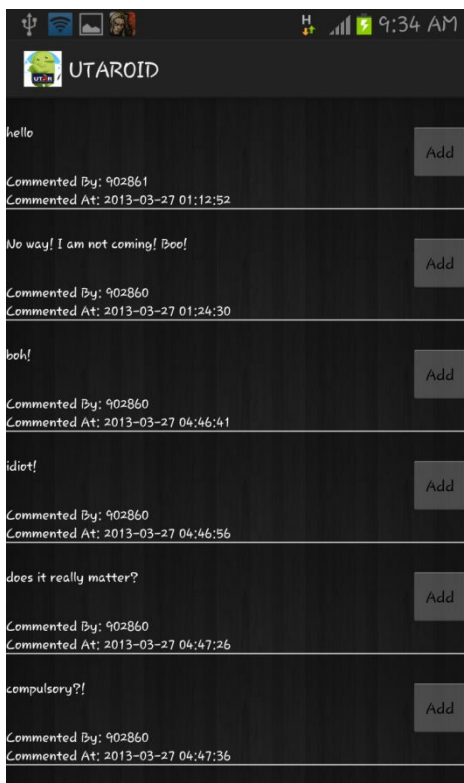 H 9:34 AM
UTAR UTAROID
hello
Add
Commented By: 902861
Commented At: 2013-03-27 01:12:52
No way! I am not coming! Boo!
Add
Commented By: 902860
Commented At: 2013-03-27 01:24:30
boh!
Add
Commented By: 902860
Commented At: 2013-03-27 04:46:41
idiot!
Add
Commented By: 902860
Commented At: 2013-03-27 04:46:56
does it really matter?
Add
Commented By: 902860
Commented At: 2013-03-27 04:47:26
compulsory?!
Add
Commented By: 902860
Commented At: 2013-03-27 04:47:36